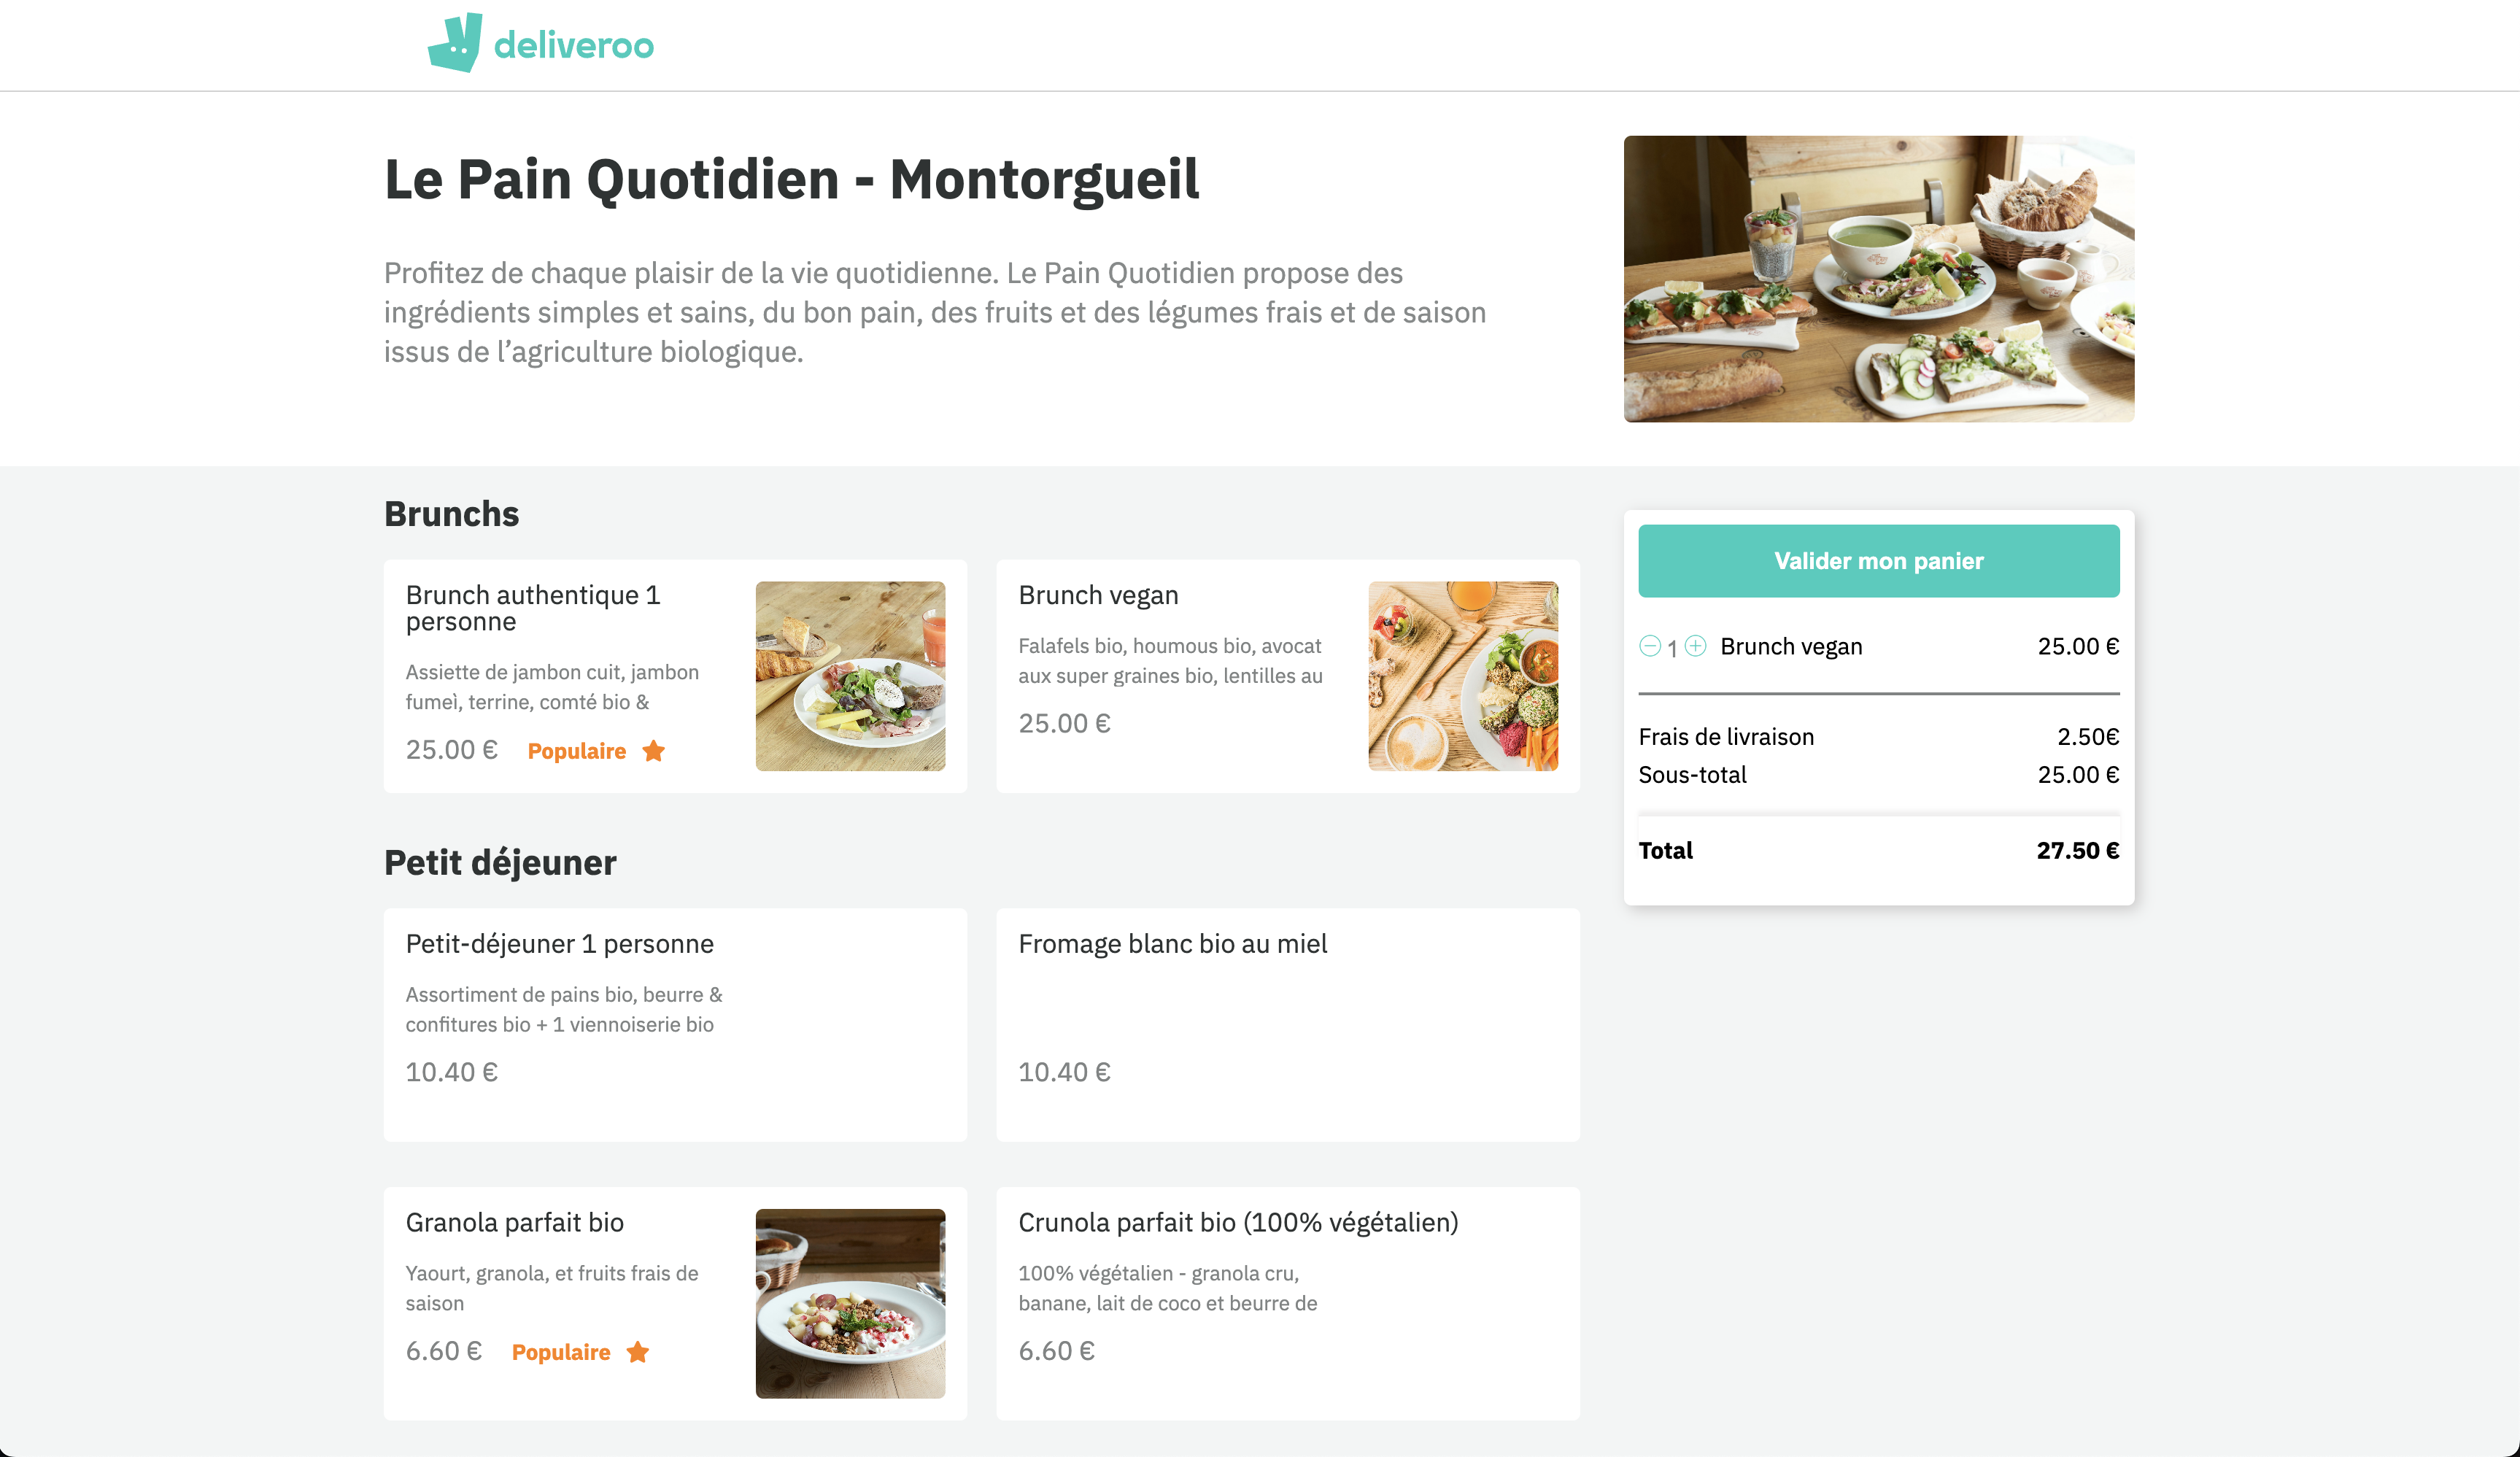 deliveroo
Le Pain Quotidien - Montorgueil
Profitez de chaque plaisir de la vie quotidienne. Le Pain Quotidien propose des
ingrédients simples et sains, du bon pain, des fruits et des légumes frais et de saison
issus de l’agriculture biologique.
Brunchs
Brunch authentique 1
personne
Assiette de jambon cuit, jambon
fumeì, terrine, comté bio &
25.00 € Populaire
Brunch vegan
Falafels bio, houmous bio, avocat
aux super graines bio, lentilles au
25.00 €
Petit déjeuner
Petit-déjeuner 1 personne
Assortiment de pains bio, beurre &
confitures bio + 1 viennoiserie bio
10.40 €
Fromage blanc bio au miel
10.40 €
Granola parfait bio
Yaourt, granola, et fruits frais de
saison
6.60 € Populaire
Crunola parfait bio (100% végétalien)
100% végétalien - granola cru,
banane, lait de coco et beurre de
6.60 €
Valider mon panier
1 Brunch vegan 25.00 €
Frais de livraison 2.50€
Sous-total 25.00 €
Total 27.50 €